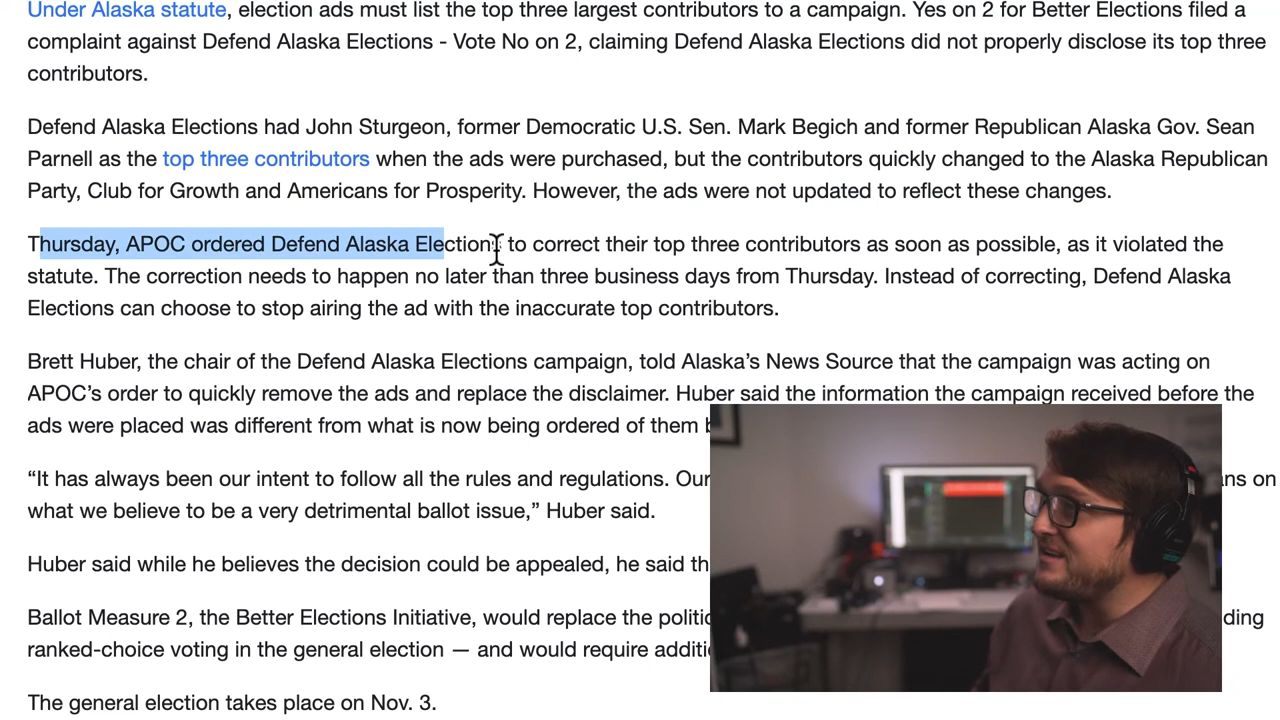 Under Alaska statute, election ads must list the top three largest contributors to a campaign. Yes on 2 for Better Elections filed a
complaint against Defend Alaska Elections - Vote No on 2, claiming Defend Alaska Elections did not properly disclose its top three
contributors.
Defend Alaska Elections had John Sturgeon, former Democratic U.S. Sen. Mark Begich and former Republican Alaska Gov. Sean
Parnell as the top three contributors when the ads were purchased, but the contributors quickly changed to the Alaska Republican
Party, Club for Growth and Americans for Prosperity. However, the ads were not updated to reflect these changes.
Thursday, APOC ordered Defend Alaska Elections to correct their top three contributors as soon as possible, as it violated the
statute. The correction needs to happen no later than three business days from Thursday. Instead of correcting, Defend Alaska
Elections can choose to stop airing the ad with the inaccurate top contributors.
Brett Huber, the chair of the Defend Alaska Elections campaign, told Alaska’s News Source that the campaign was acting on
APOC’s order to quickly remove the ads and replace the disclaimer. Huber said the information the campaign received before the
ads were placed was different from what is now being ordered of them
“It has always been our intent to follow all the rules and regulations. Our on
what we believe to be a very detrimental ballot issue,” Huber said.
Huber said while he believes the decision could be appealed, he said
Ballot Measure 2, the Better Elections Initiative, would replace the
ranked-choice voting in the general election — and would require
The general election takes place on Nov. 3.